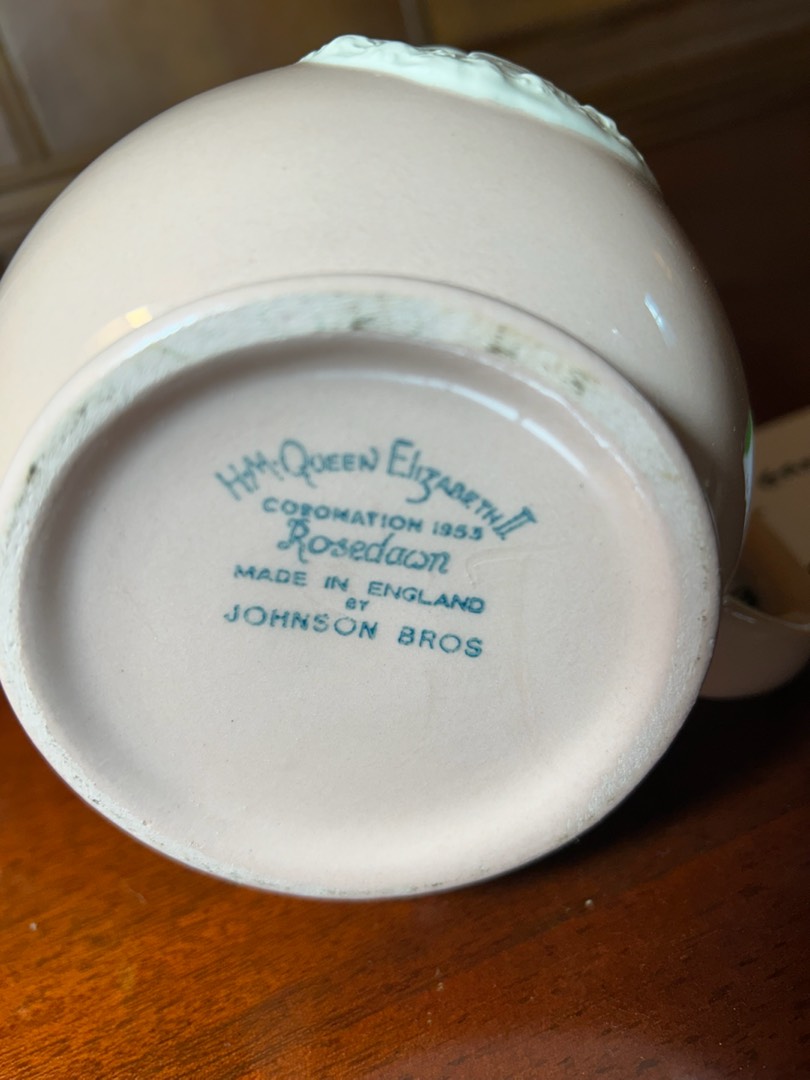 H.M. QUEEN ELIZABETH II
CORONATION 1953
Rosedawn
MADE IN ENGLAND
BY
JOHNSON BROS